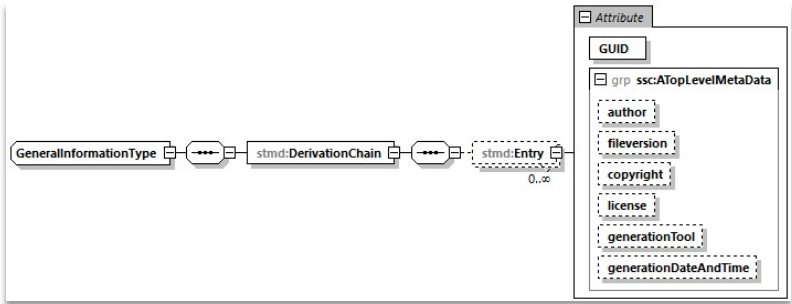 Attribute
GUID
grp ssc:ATopLevelMetaData
author
fileversion
copyright
license
generationTool
generationDateAndTime
GeneralInformationType
stmd:DerivationChain
stmd:Entry
0..∞